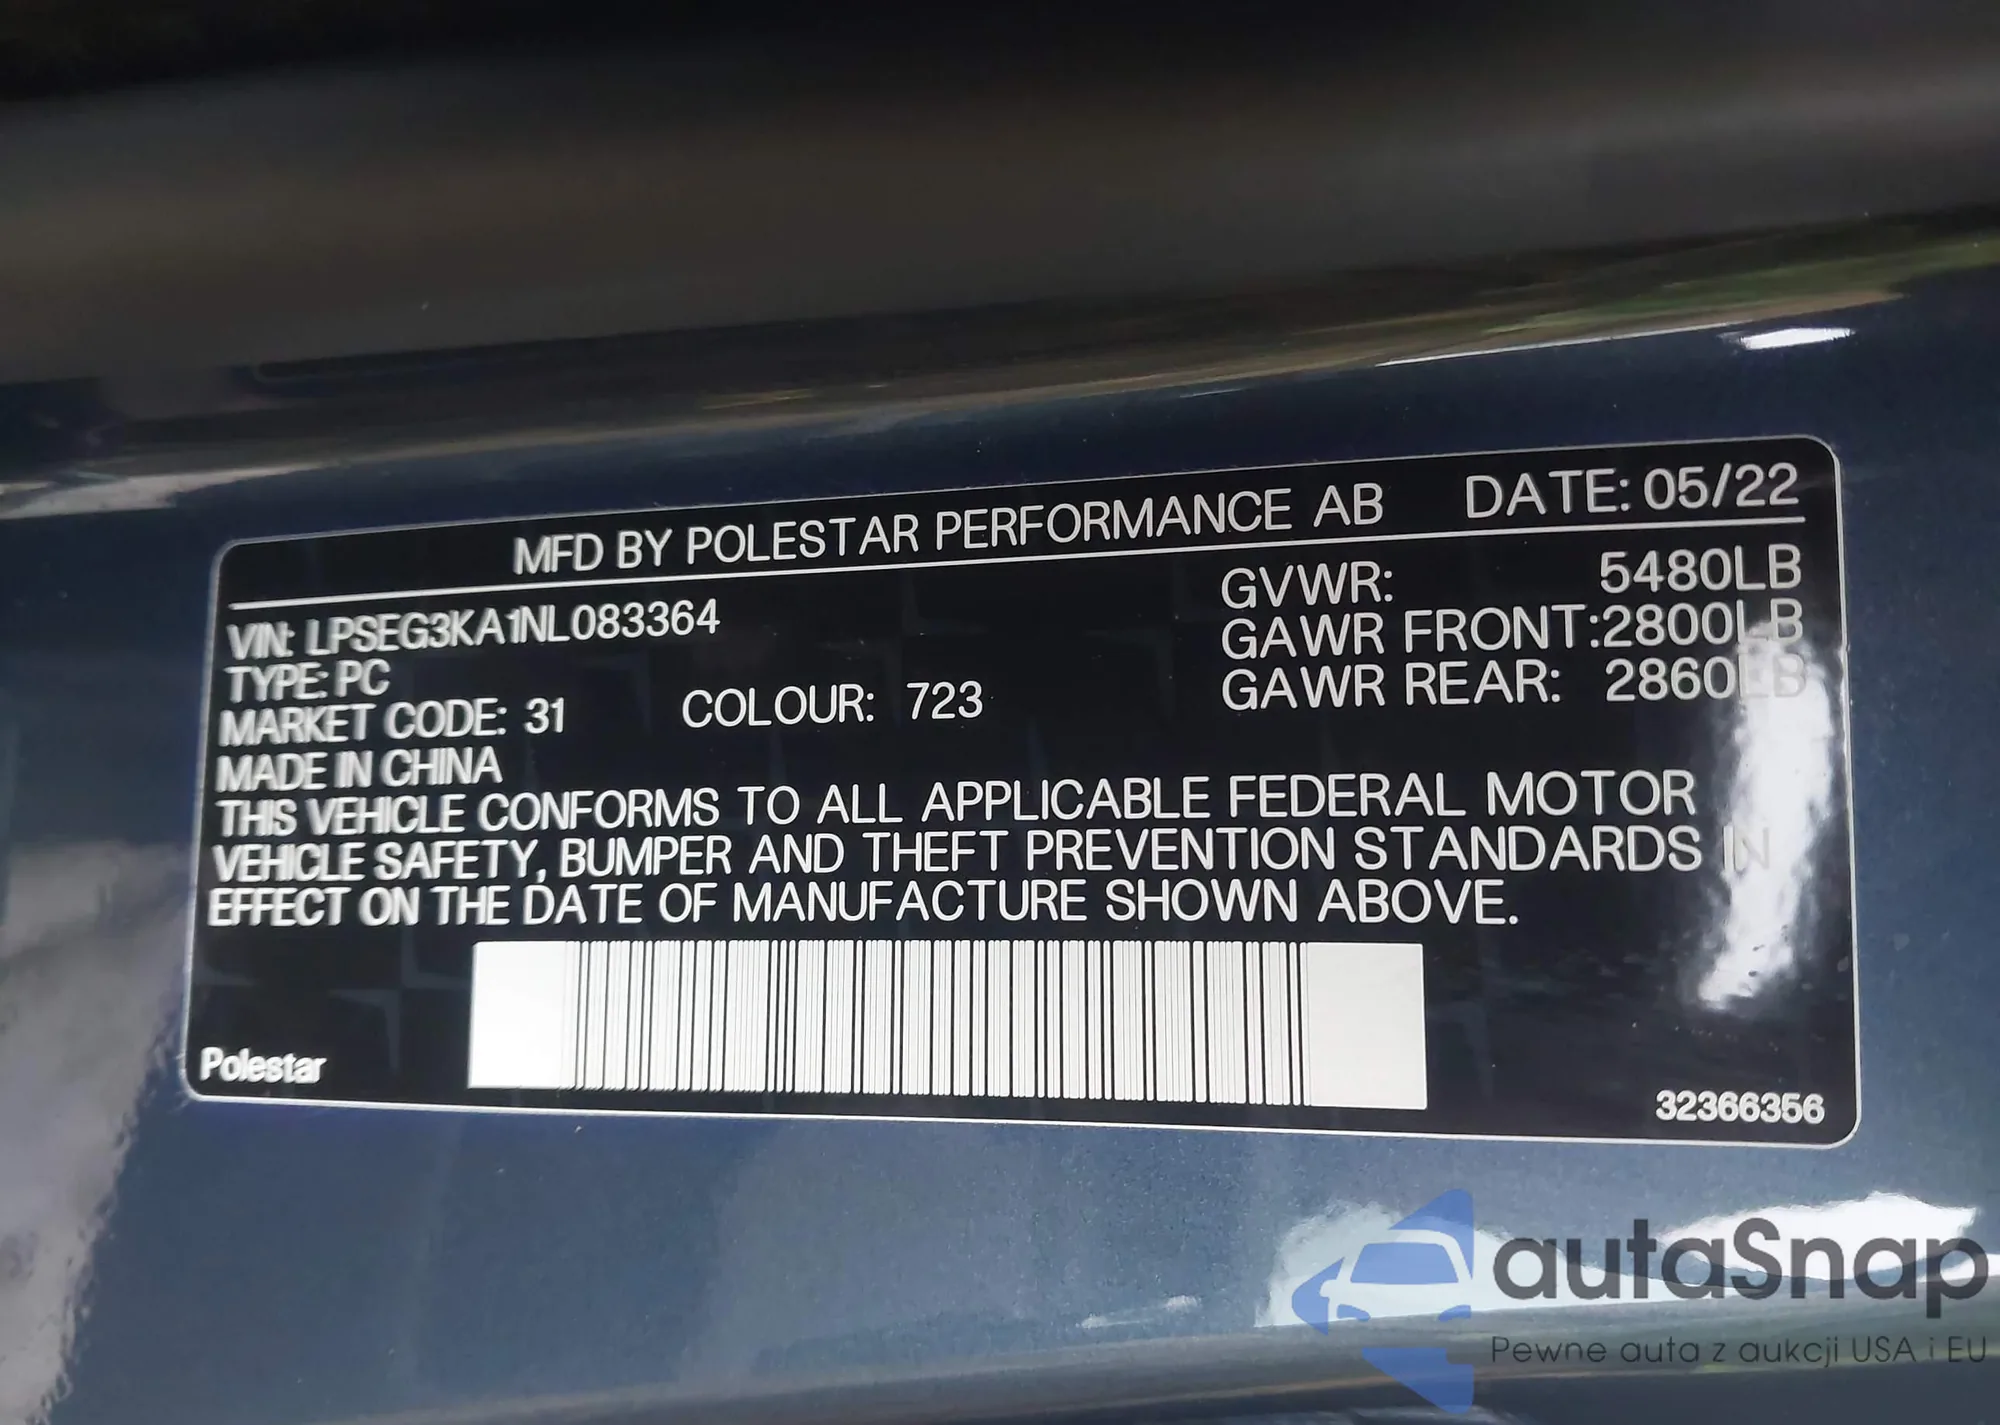 MFD BY POLESTAR PERFORMANCE AB DATE: 05/22
VIN: LPSEG3KA1NL083364
TYPE: PC
MARKET CODE: 31 COLOUR: 723
GVWR: 5480LB
GAWR FRONT: 2800LB
GAWR REAR: 2860LB
MADE IN CHINA
THIS VEHICLE CONFORMS TO ALL APPLICABLE FEDERAL MOTOR
VEHICLE SAFETY, BUMPER AND THEFT PREVENTION STANDARDS IN
EFFECT ON THE DATE OF MANUFACTURE SHOWN ABOVE.
Polestar
32366356
autaSnap
Pewne auta z aukcji USA i EU